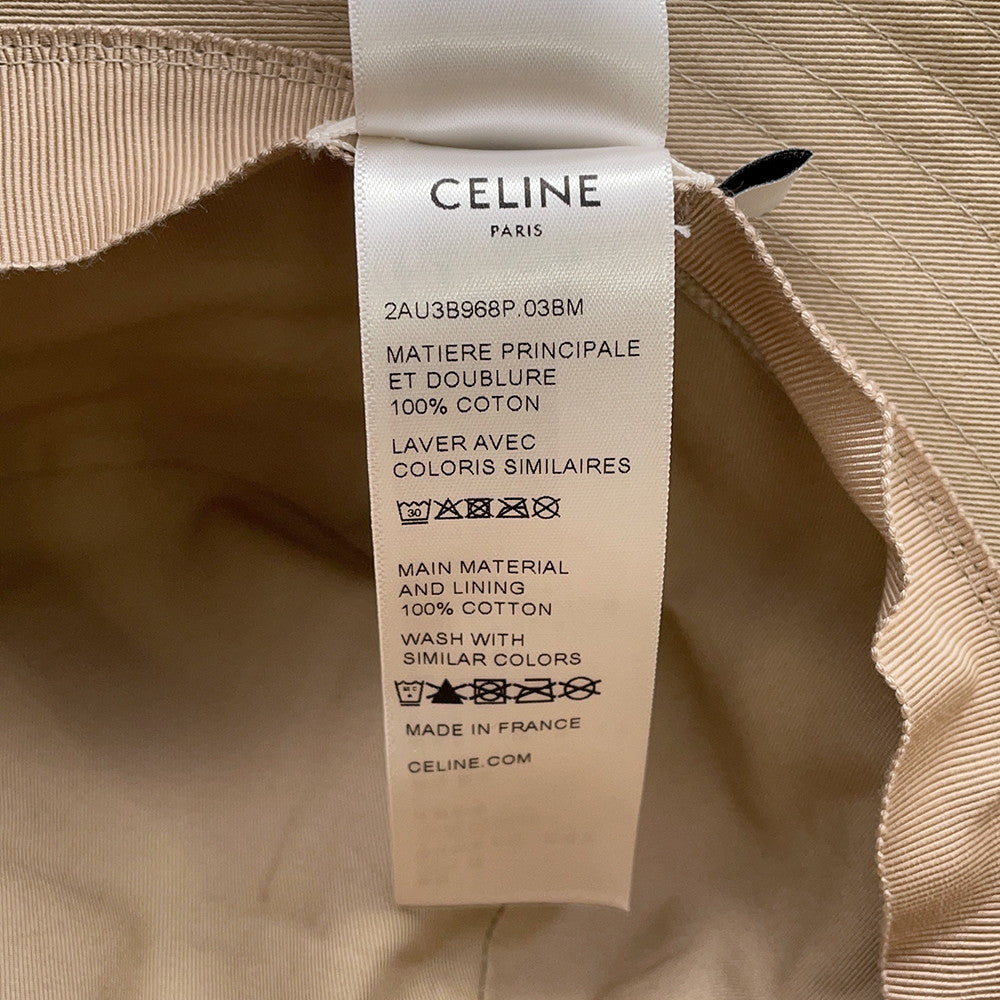 CELINE
PARIS
2AU3B968P.03BM
MATIERE PRINCIPALE
ET DOUBLURE
100% COTON
LAVER AVEC
COLORIS SIMILAIRES
30
MAIN MATERIAL
AND LINING
100% COTTON
WASH WITH
SIMILAR COLORS
MADE IN FRANCE
CELINE.COM